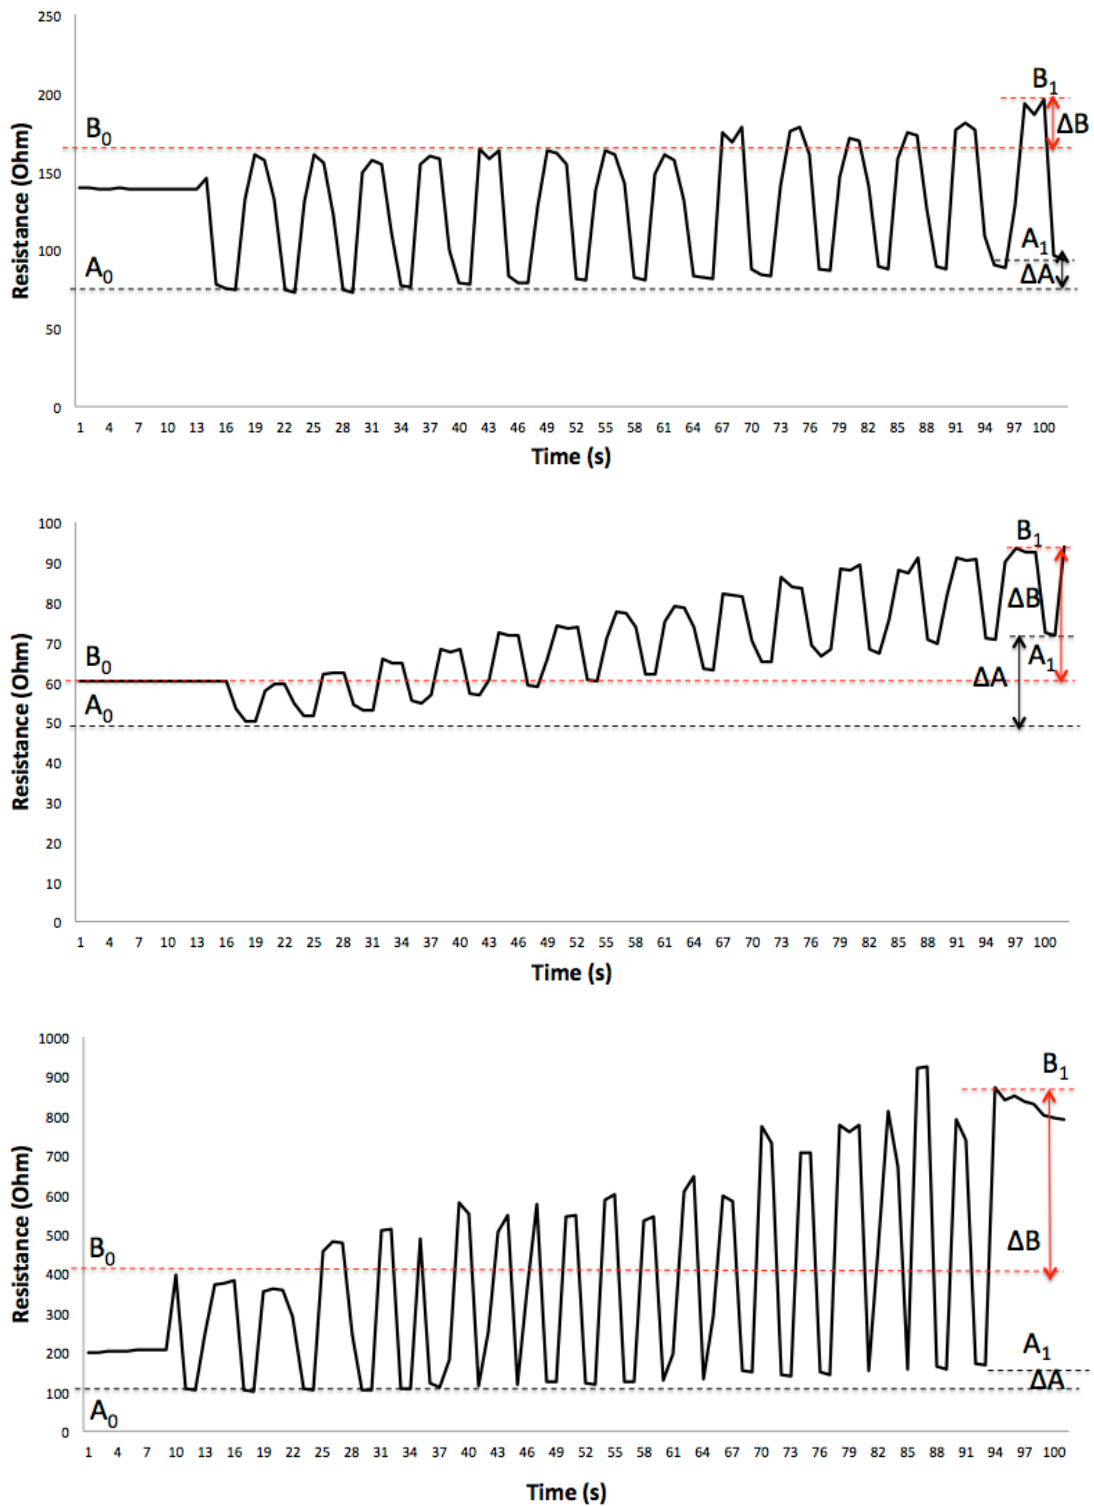 250
200
150
100
50
0
Resistance (Ohm)
B₀
A₀
B₁
ΔB
A₁
ΔA
1 4 7 10 13 16 19 22 25 28 31 34 37 40 43 46 49 52 55 58 61 64 67 70 73 76 79 82 85 88 91 94 97 100
Time (s)
100
90
80
70
60
50
40
30
20
10
0
Resistance (Ohm)
B₀
A₀
B₁
ΔB
A₁
ΔA
1 4 7 10 13 16 19 22 25 28 31 34 37 40 43 46 49 52 55 58 61 64 67 70 73 76 79 82 85 88 91 94 97 100
Time (s)
1000
900
800
700
600
500
400
300
200
100
0
Resistance (Ohm)
B₀
A₀
B₁
ΔB
A₁
ΔA
1 4 7 10 13 16 19 22 25 28 31 34 37 40 43 46 49 52 55 58 61 64 67 70 73 76 79 82 85 88 91 94 97 100
Time (s)